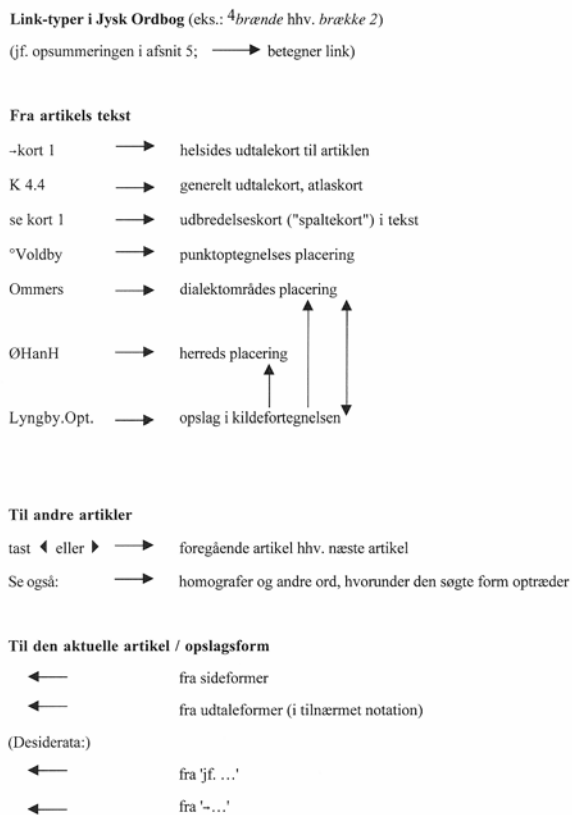 Link-typer i Jysk Ordbog (eks.: 4brænde hhv. brække 2)
(jf. opsummeringen i afsnit 5; → betegner link)
Fra artikels tekst
→kort 1 → helsides udtalekort til artiklen
K 4.4 → generelt udtalekort, atlaskort
se kort 1 → udbredelseskort ("spaltekort") i tekst
°Voldby → punktoptegnelses placering
Ommers → dialektområdes placering
ØHanH → herreds placering
Lyngby.Opt. → opslag i kildefortegnelsen
Til andre artikler
tast ◀ eller ▶ → foregående artikel hhv. næste artikel
Se også: → homografer og andre ord, hvorunder den søgte form optræder
Til den aktuelle artikel / opslagsform
← fra sideformer
← fra udtaleformer (i tilnærmet notation)
(Desiderata:)
← fra 'jf. …'
← fra '→…'